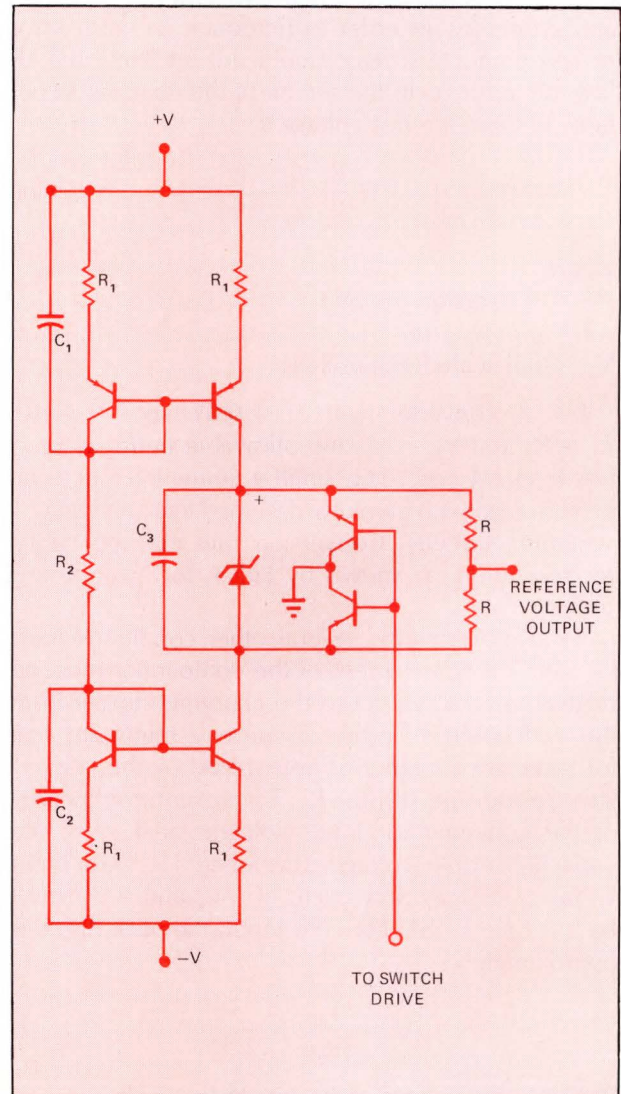 +V
R₁
R₁
C₁
+
C₃
R
R₂
REFERENCE
VOLTAGE
OUTPUT
R
C₂
R₁
R₁
−V
TO SWITCH
DRIVE